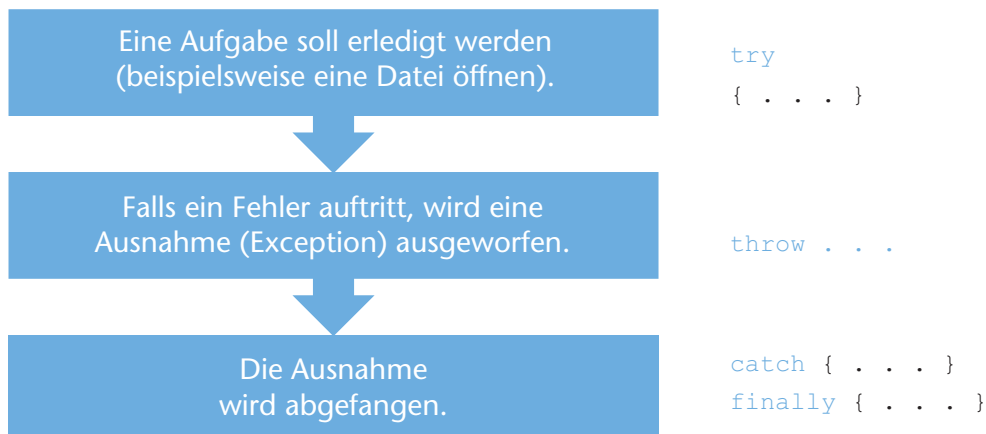 Eine Aufgabe soll erledigt werden
(beispielsweise eine Datei öffnen).
try
{ . . . }
Falls ein Fehler auftritt, wird eine
Ausnahme (Exception) ausgeworfen.
throw . . .
Die Ausnahme
wird abgefangen.
catch { . . . }
finally { . . . }